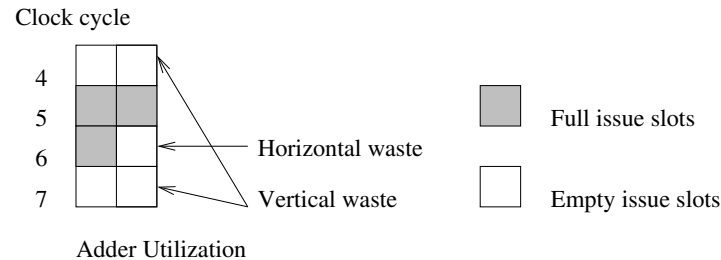 Clock cycle
4
5
6
7
Horizontal waste
Vertical waste
Full issue slots
Empty issue slots
Adder Utilization